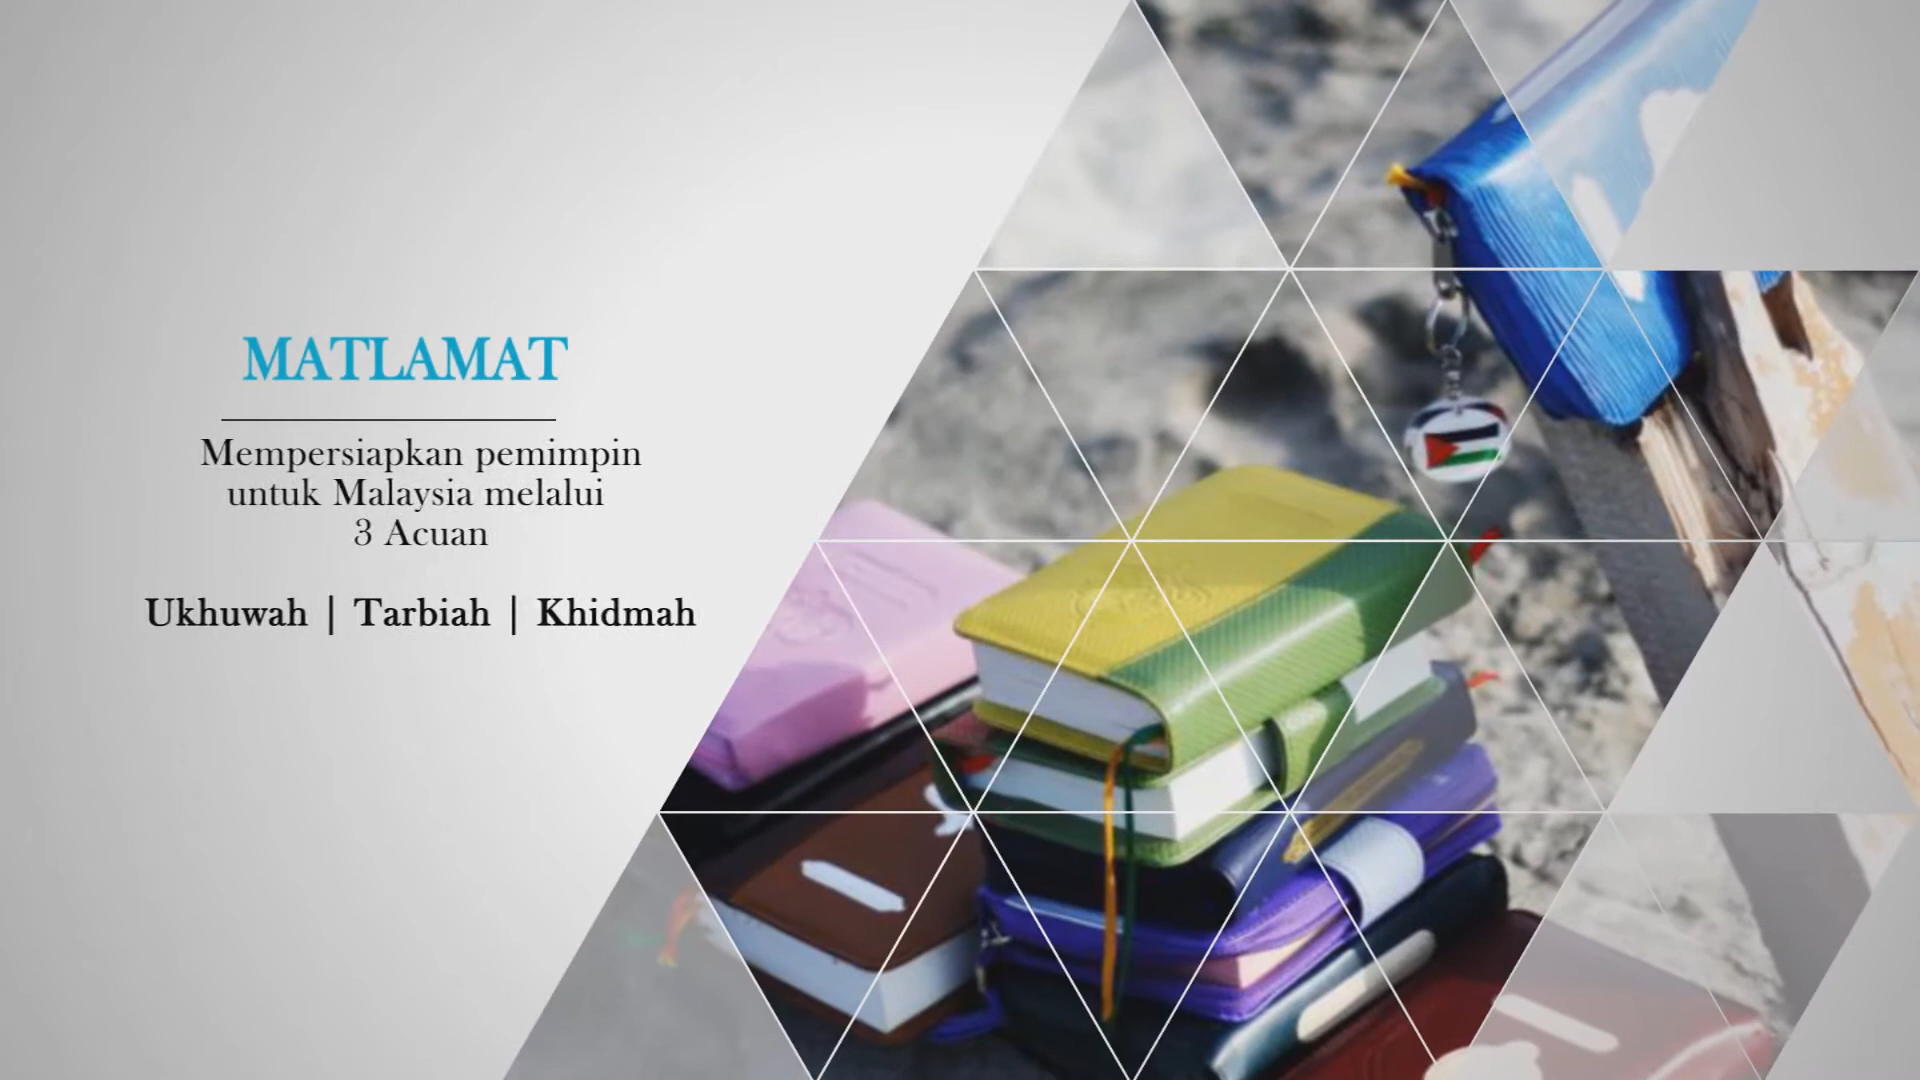 MATLAMAT
Mempersiapkan pemimpin
untuk Malaysia melalui
3 Acuan
Ukhuwah | Tarbiah | Khidmah